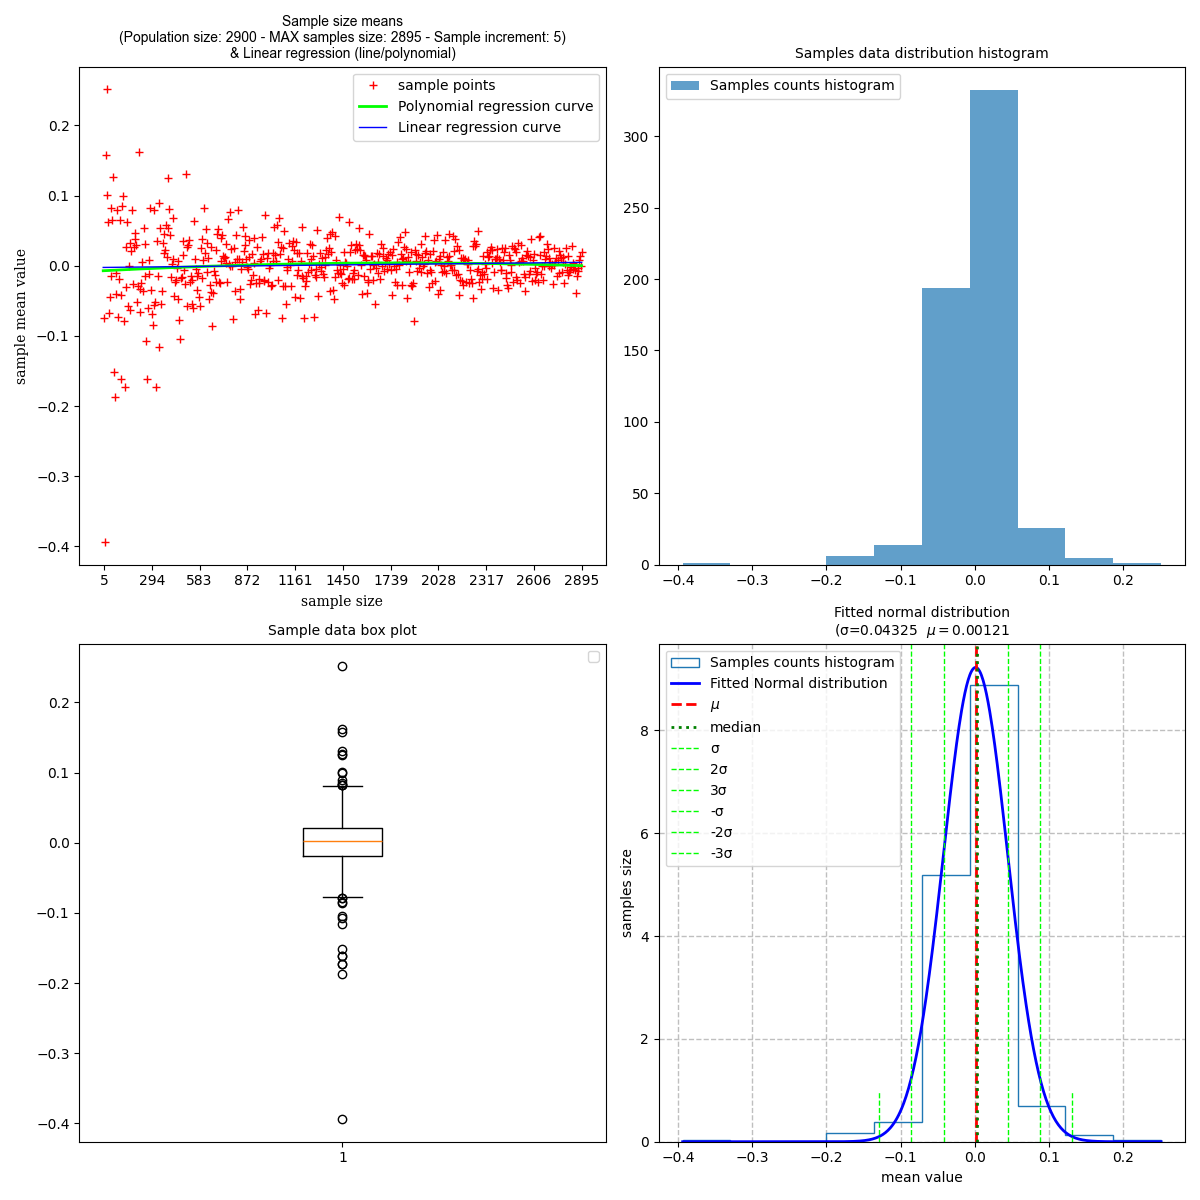 Sample size means
(Population size: 2900 - MAX samples size: 2895 - Sample increment: 5)
& Linear regression (line/polynomial)
sample points
Polynomial regression curve
Linear regression curve
0.2
0.1
0.0
−0.1
−0.2
−0.3
−0.4
sample mean value
5 294 583 872 1161 1450 1739 2028 2317 2606 2895
sample size
Samples data distribution histogram
Samples counts histogram
300
250
200
150
100
50
0
−0.4 −0.3 −0.2 −0.1 0.0 0.1 0.2
Sample data box plot
0.2
0.1
0.0
−0.1
−0.2
−0.3
−0.4
1
Fitted normal distribution
(σ=0.04325 μ = 0.00121
Samples counts histogram
Fitted Normal distribution
μ
median
σ
2σ
3σ
-σ
-2σ
-3σ
8
6
4
2
0
samples size
−0.4 −0.3 −0.2 −0.1 0.0 0.1 0.2
mean value